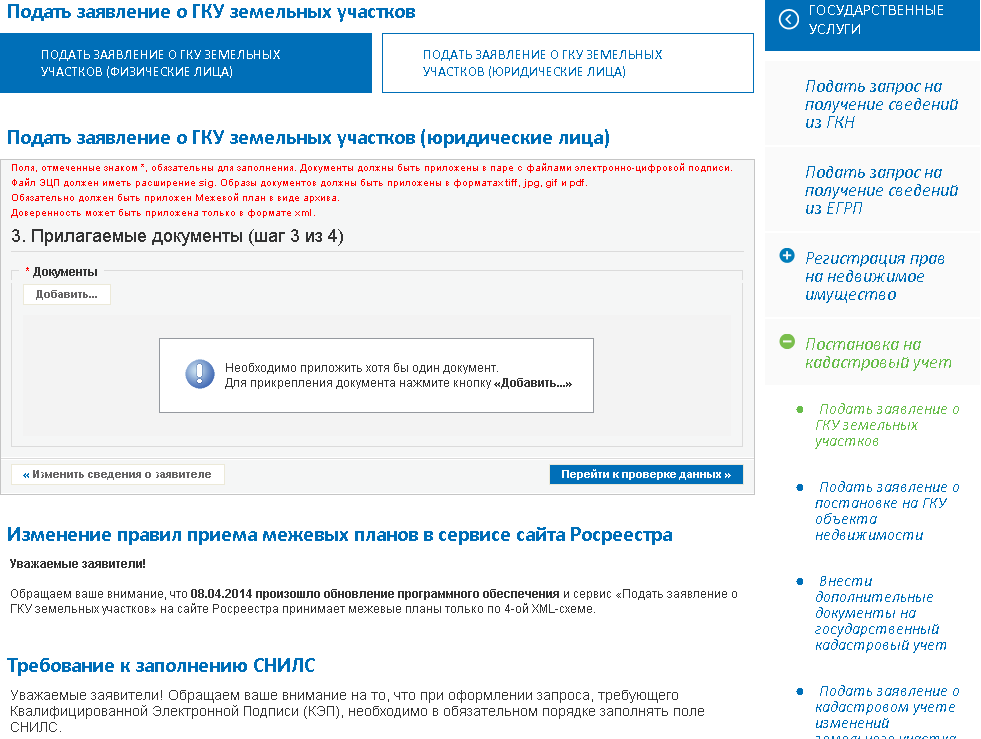 Подать заявление о ГКУ земельных участков
ПОДАТЬ ЗАЯВЛЕНИЕ О ГКУ ЗЕМЕЛЬНЫХ
УЧАСТКОВ (ФИЗИЧЕСКИЕ ЛИЦА)
ПОДАТЬ ЗАЯВЛЕНИЕ О ГКУ ЗЕМЕЛЬНЫХ
УЧАСТКОВ (ЮРИДИЧЕСКИЕ ЛИЦА)
Подать заявление о ГКУ земельных участков (юридические лица)
Поля, отмеченные знаком *, обязательны для заполнения. Документы должны быть приложены в паре с файлами электронно-цифровой подписи.
Файл ЭЦП должен иметь расширение sig. Образы документов должны быть приложены в форматах tiff, jpg, gif и pdf.
Обязательно должен быть приложен Межевой план в виде архива.
Доверенность может быть приложена только в формате xml.
3. Прилагаемые документы (шаг 3 из 4)
* Документы
Добавить...
Необходимо приложить хотя бы один документ.
Для прикрепления документа нажмите кнопку «Добавить...»
« Изменить сведения о заявителе
Перейти к проверке данных »
Изменение правил приема межевых планов в сервисе сайта Росреестра
Уважаемые заявители!
Обращаем ваше внимание, что 08.04.2014 произошло обновление программного обеспечения и сервис «Подать заявление о
ГКУ земельных участков» на сайте Росреестра принимает межевые планы только по 4-ой XML-схеме.
Требование к заполнению СНИЛС
Уважаемые заявители! Обращаем ваше внимание на то, что при оформлении запроса, требующего
Квалифицированной Электронной Подписи (КЭП), необходимо в обязательном порядке заполнять поле
СНИЛС.
ГОСУДАРСТВЕННЫЕ
УСЛУГИ
Подать запрос на
получение сведений
из ГКН
Подать запрос на
получение сведений
из ЕГРП
Регистрация прав
на недвижимое
имущество
Постановка на
кадастровый учет
Подать заявление о
ГКУ земельных
участков
Подать заявление о
постановке на ГКУ
объекта
недвижимости
Внести
дополнительные
документы на
государственный
кадастровый учет
Подать заявление о
кадастровом учете
изменений
земельного участка